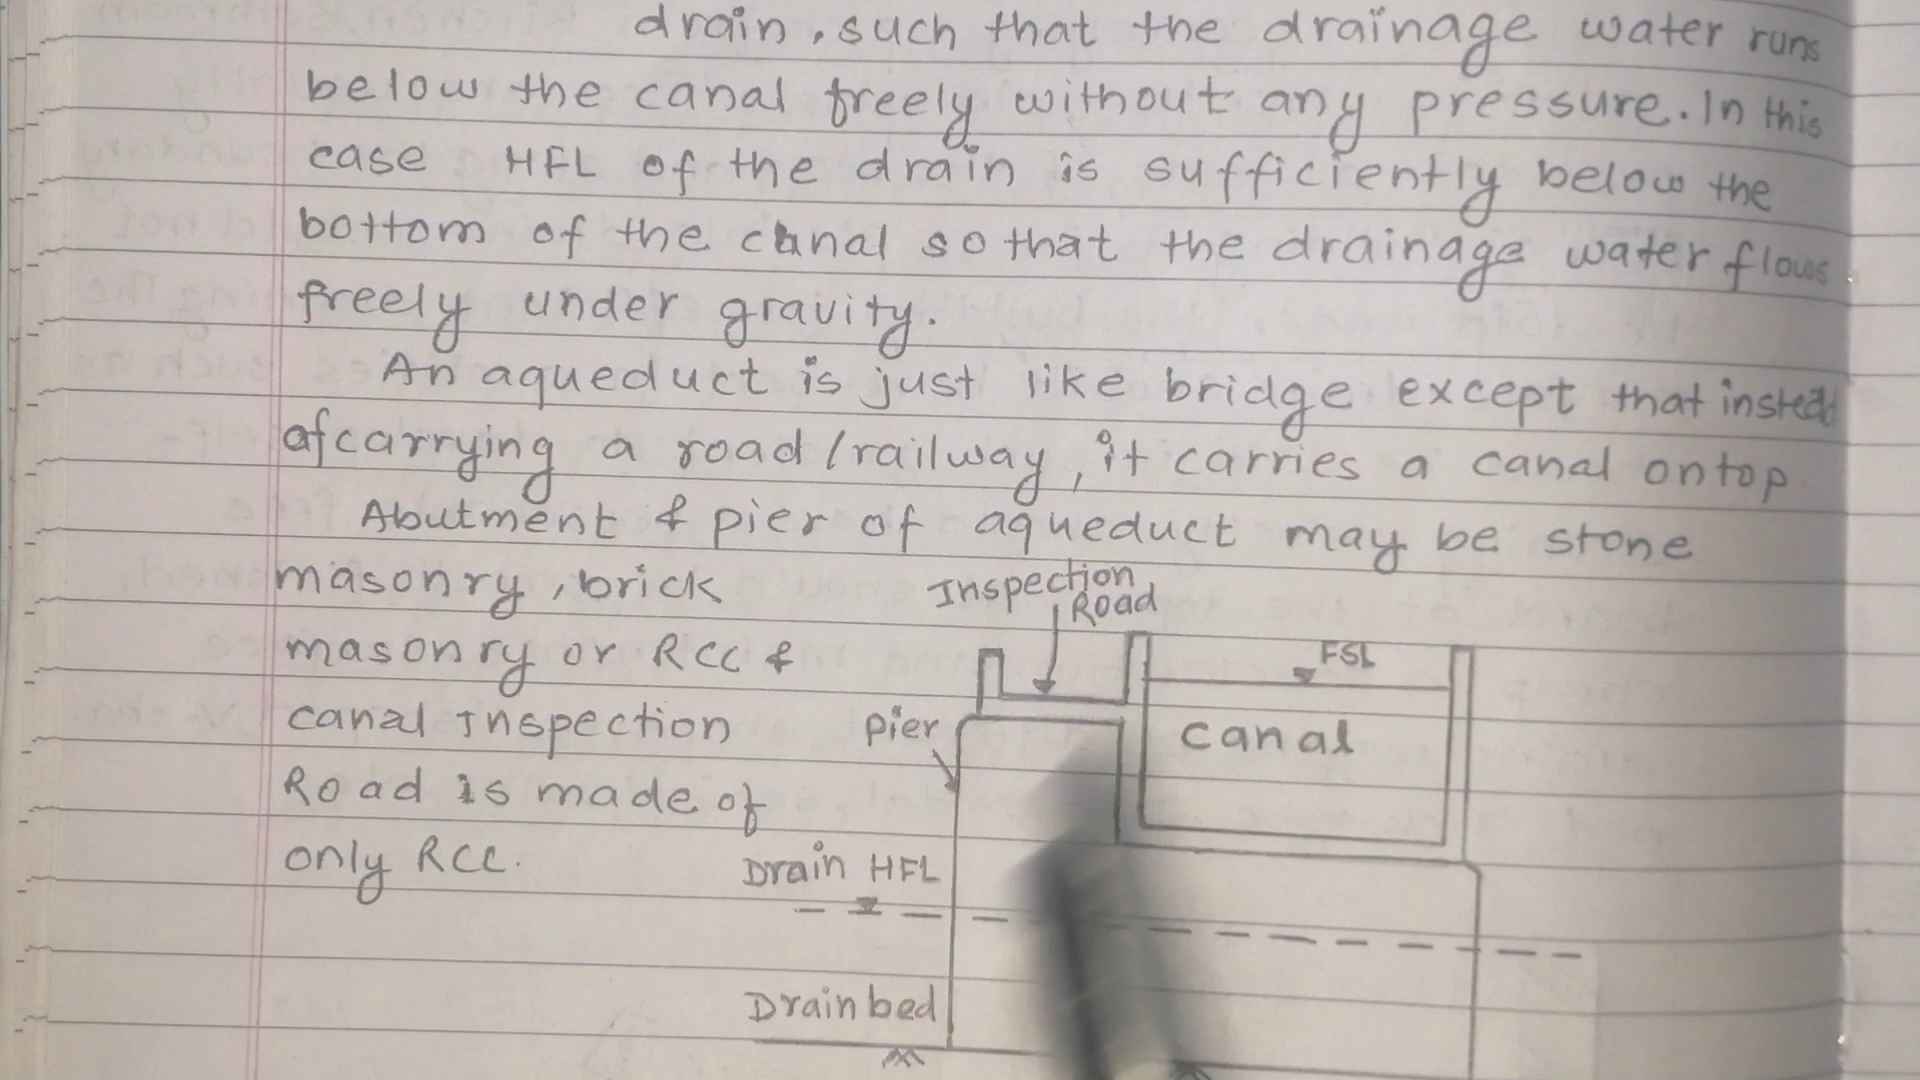 drain, such that the drainage water runs
below the canal freely without any pressure. In this
case HFL of the drain is sufficiently below the
bottom of the canal so that the drainage water flows
freely under gravity.
An aqueduct is just like bridge except that instead
of carrying a road / railway, it carries a canal on top
Abutment & pier of aqueduct may be stone
masonry, brick
masonry or RCC &
canal Inspection
Road is made of
only RCC.
Inspection
Road
FSL
Pier
canal
Drain HFL
Drain bed